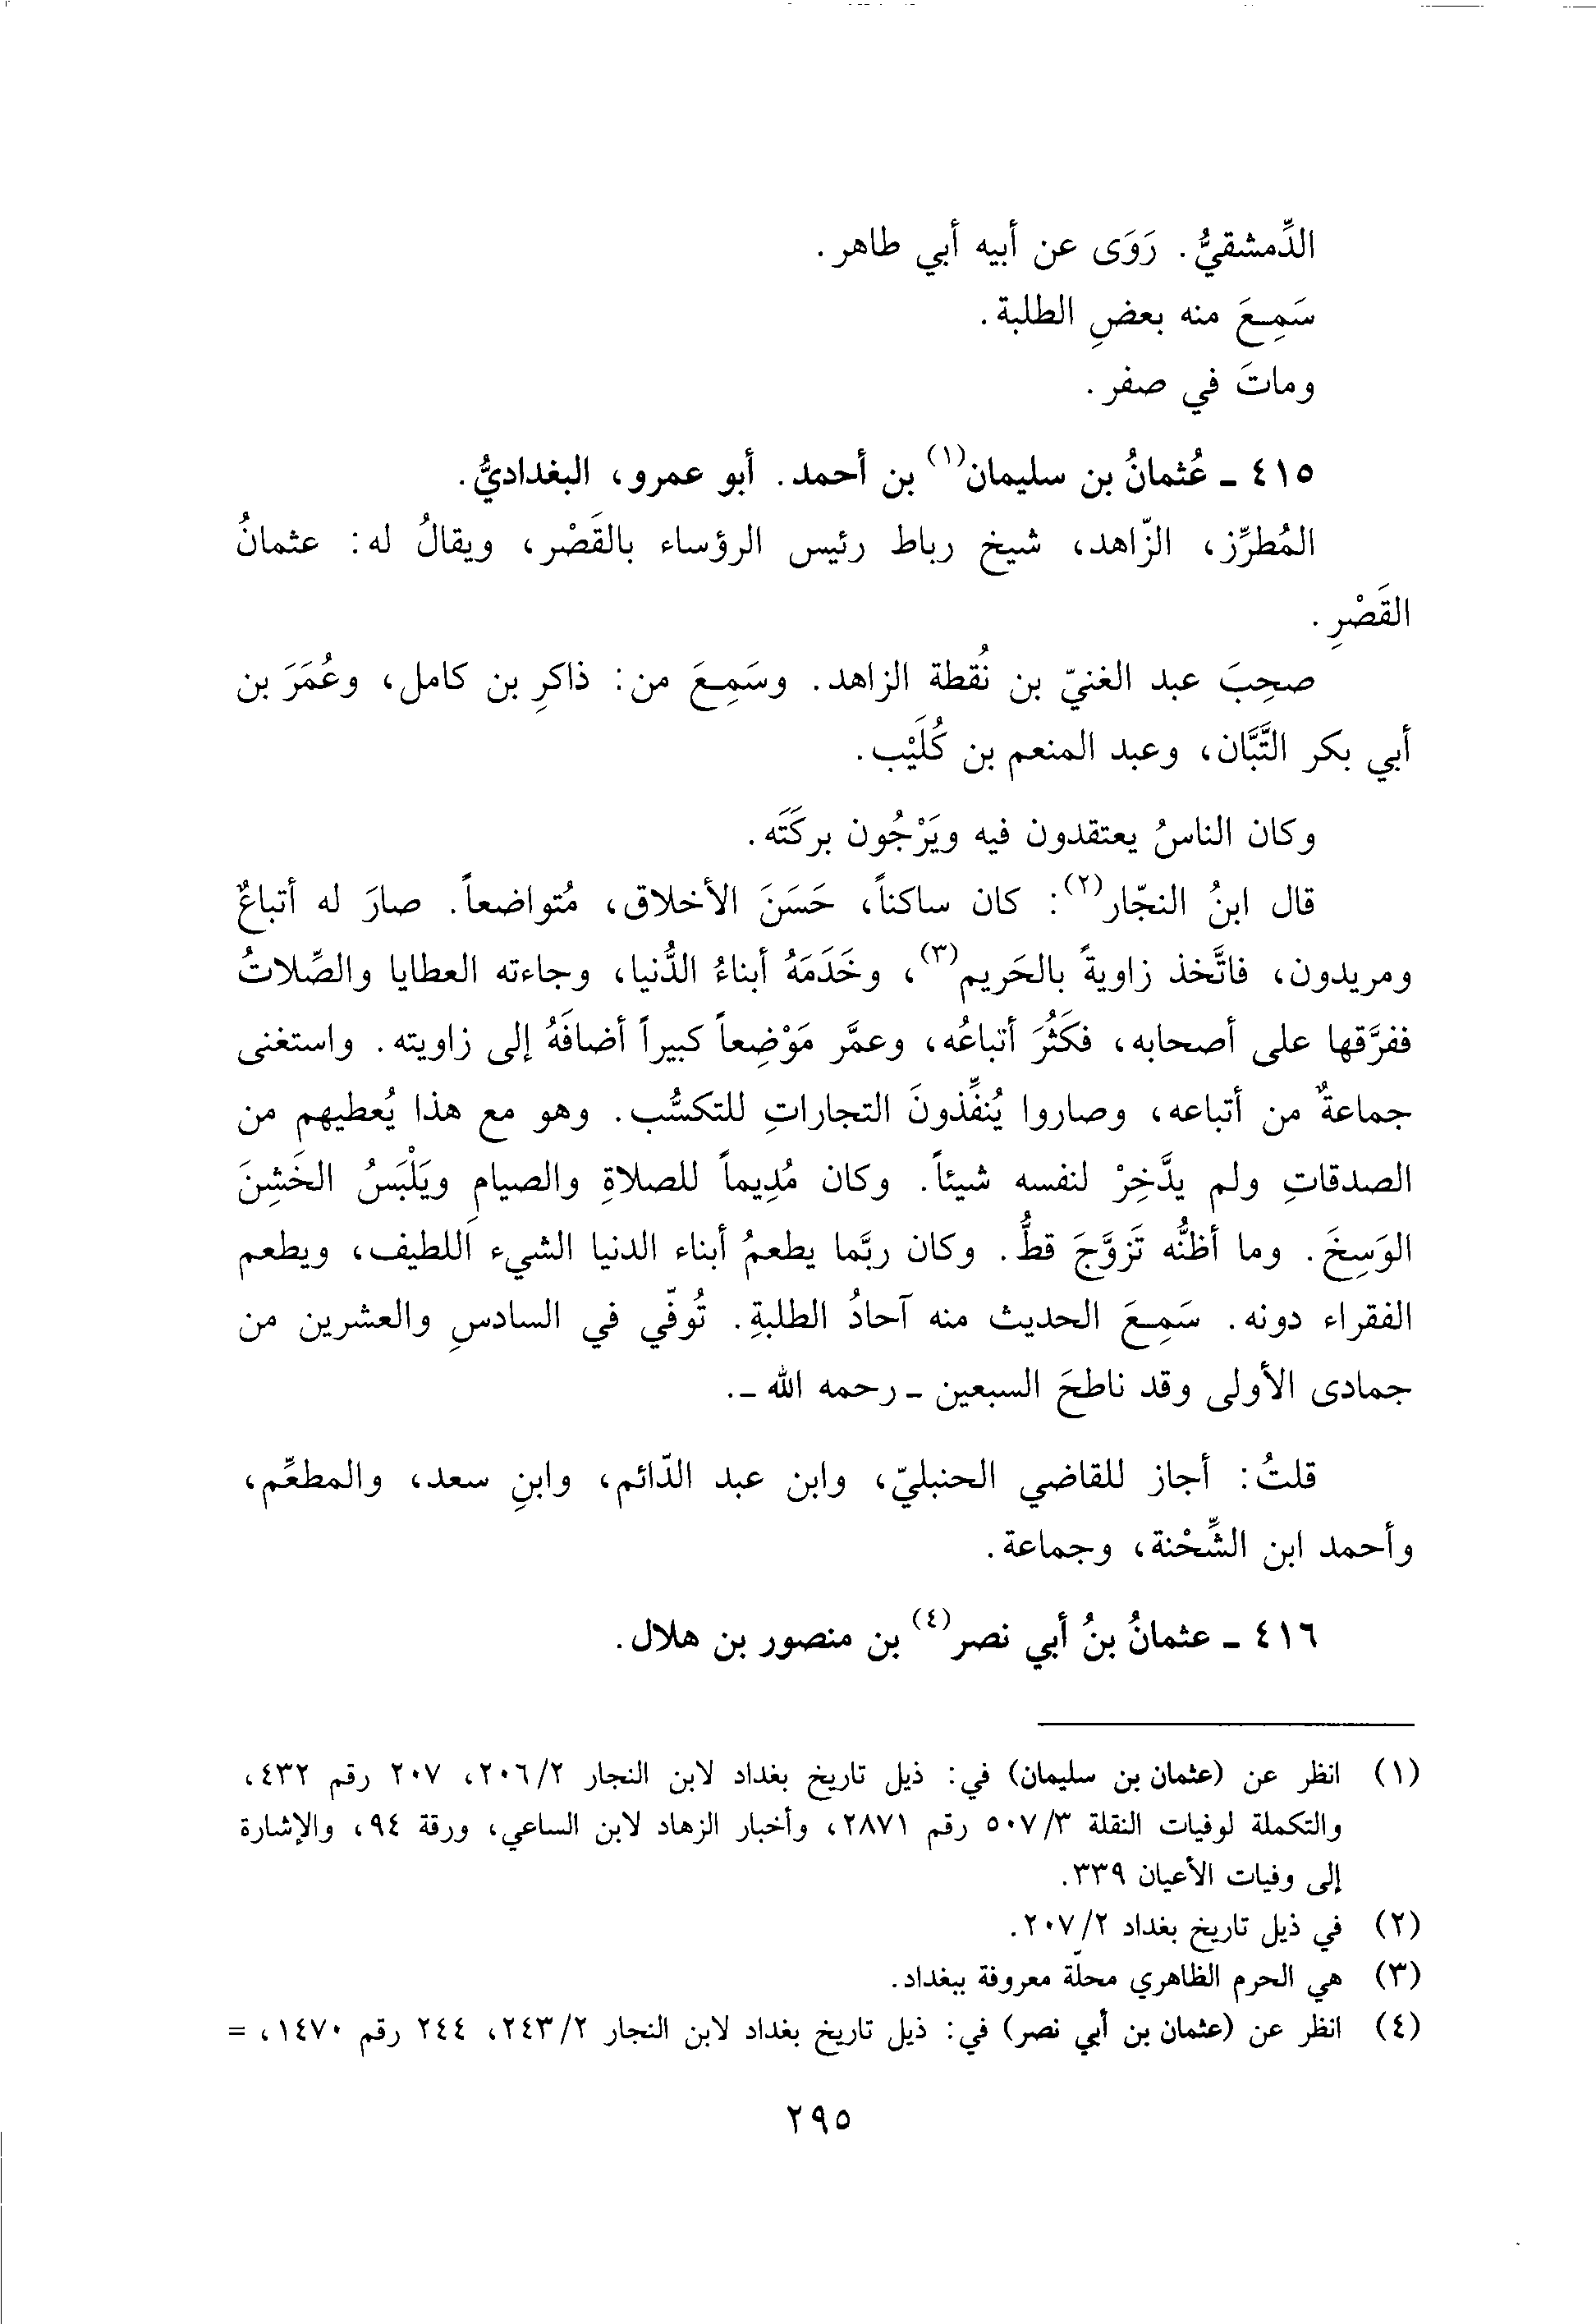 الدِّمشقيُّ. رَوَى عن أبيه أبي طاهر.
سَمِعَ منه بعضِ الطلبة.
وماتَ في صفر.
٤١٥ ـ عُثمانُ بن سليمان(١) بن أحمد. أبو عمرو، البغداديُّ.
المُطرِّز، الزّاهد، شيخ رباط رئيس الرؤساء بالقَصْر، ويقالُ له: عثمانُ
القَصْرِ.
صحِبَ عبد الغنيّ بن نُقطة الزاهد. وسَمِعَ من: ذاكرِ بن كامل، وعُمَرَ بن
أبي بكر التَّبَّان، وعبد المنعم بن كُلَيْب.
وكان الناسُ يعتقدون فيه ويَرْجُون بركَتَه.
قال ابنُ النجّار(٢): كان ساكناً، حَسَنَ الأخلاق، مُتواضعاً. صارَ له أتباعٌ
ومريدون، فاتَّخذ زاويةً بالحَريم(٣)، وخَدَمَهُ أبناءُ الدُّنيا، وجاءته العطايا والصِّلاتُ
ففرَّقها على أصحابه، فكَثُرَ أتباعُه، وعمَّر مَوْضِعاً كبيراً أضافَهُ إلى زاويته. واستغنى
جماعةٌ من أتباعه، وصاروا يُنفِّذونَ التجاراتِ للتكسُّب. وهو مع هذا يُعطيهم من
الصدقاتِ ولم يدَّخِرْ لنفسه شيئاً. وكان مُدِيماً للصلاةِ والصيامِ ويَلْبَسُ الخَشِنَ
الوَسِخَ. وما أظنُّه تَزوَّجَ قطُّ. وكان ربَّما يطعمُ أبناء الدنيا الشيء اللطيف، ويطعم
الفقراء دونه. سَمِعَ الحديث منه آحادُ الطلبةِ. تُوفّي في السادسِ والعشرين من
جمادى الأولى وقد ناطحَ السبعين ـ رحمه الله ـ.
قلتُ: أجاز للقاضي الحنبليّ، وابن عبد الدّائم، وابنِ سعد، والمطعِّم،
وأحمد ابن الشِّحْنة، وجماعة.
٤١٦ ـ عثمانُ بنُ أبي نصر(٤) بن منصور بن هلال.
(١) انظر عن (عثمان بن سليمان) في: ذيل تاريخ بغداد لابن النجار ٢/٢٠٦، ٢٠٧ رقم ٤٣٢،
والتكملة لوفيات النقلة ٣/٥٠٧ رقم ٢٨٧١، وأخبار الزهاد لابن الساعي، ورقة ٩٤، والإشارة
إلى وفيات الأعيان ٣٣٩.
(٢) في ذيل تاريخ بغداد ٢/٢٠٧.
(٣) هي الحرم الظاهري محلّة معروفة ببغداد.
(٤) انظر عن (عثمان بن أبي نصر) في: ذيل تاريخ بغداد لابن النجار ٢/٢٤٣، ٢٤٤ رقم ١٤٧٠، =
٢٩٥